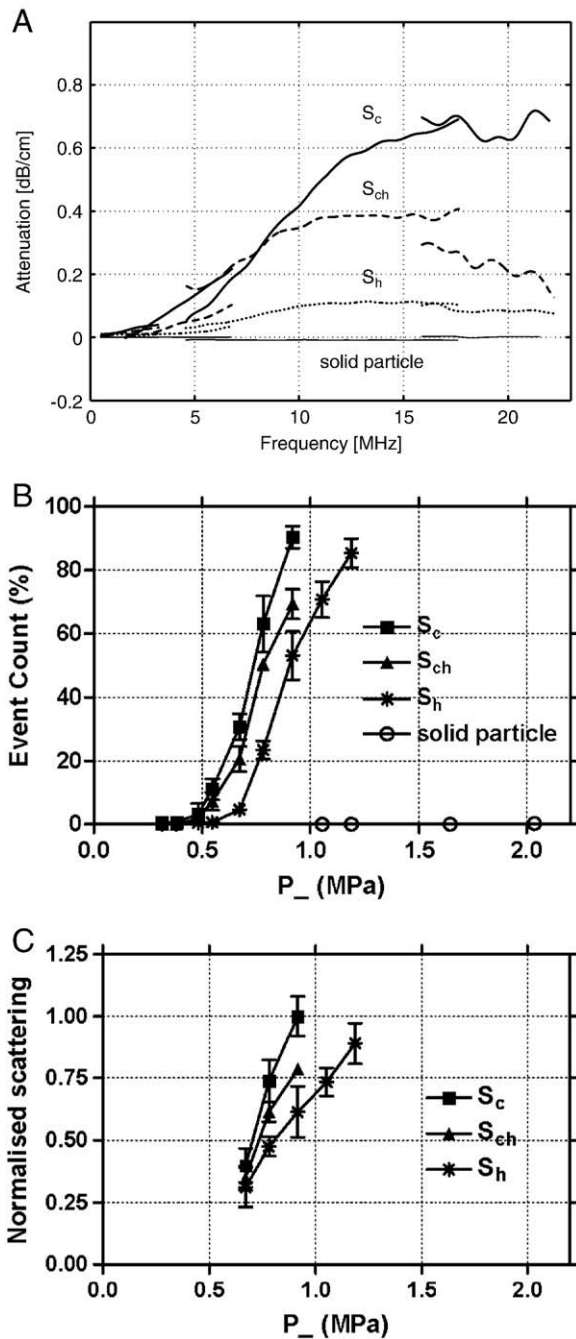 A
0.8
0.6
0.4
0.2
0
-0.2
Attenuation [dB/cm]
S_c
S_ch
S_h
solid particle
0 5 10 15 20
Frequency [MHz]
B
100
80
60
40
20
0
Event Count (%)
S_c
S_ch
S_h
solid particle
0.0 0.5 1.0 1.5 2.0
P_ (MPa)
C
1.25
1.00
0.75
0.50
0.25
0.00
Normalised scattering
S_c
S_ch
S_h
0.0 0.5 1.0 1.5 2.0
P_ (MPa)